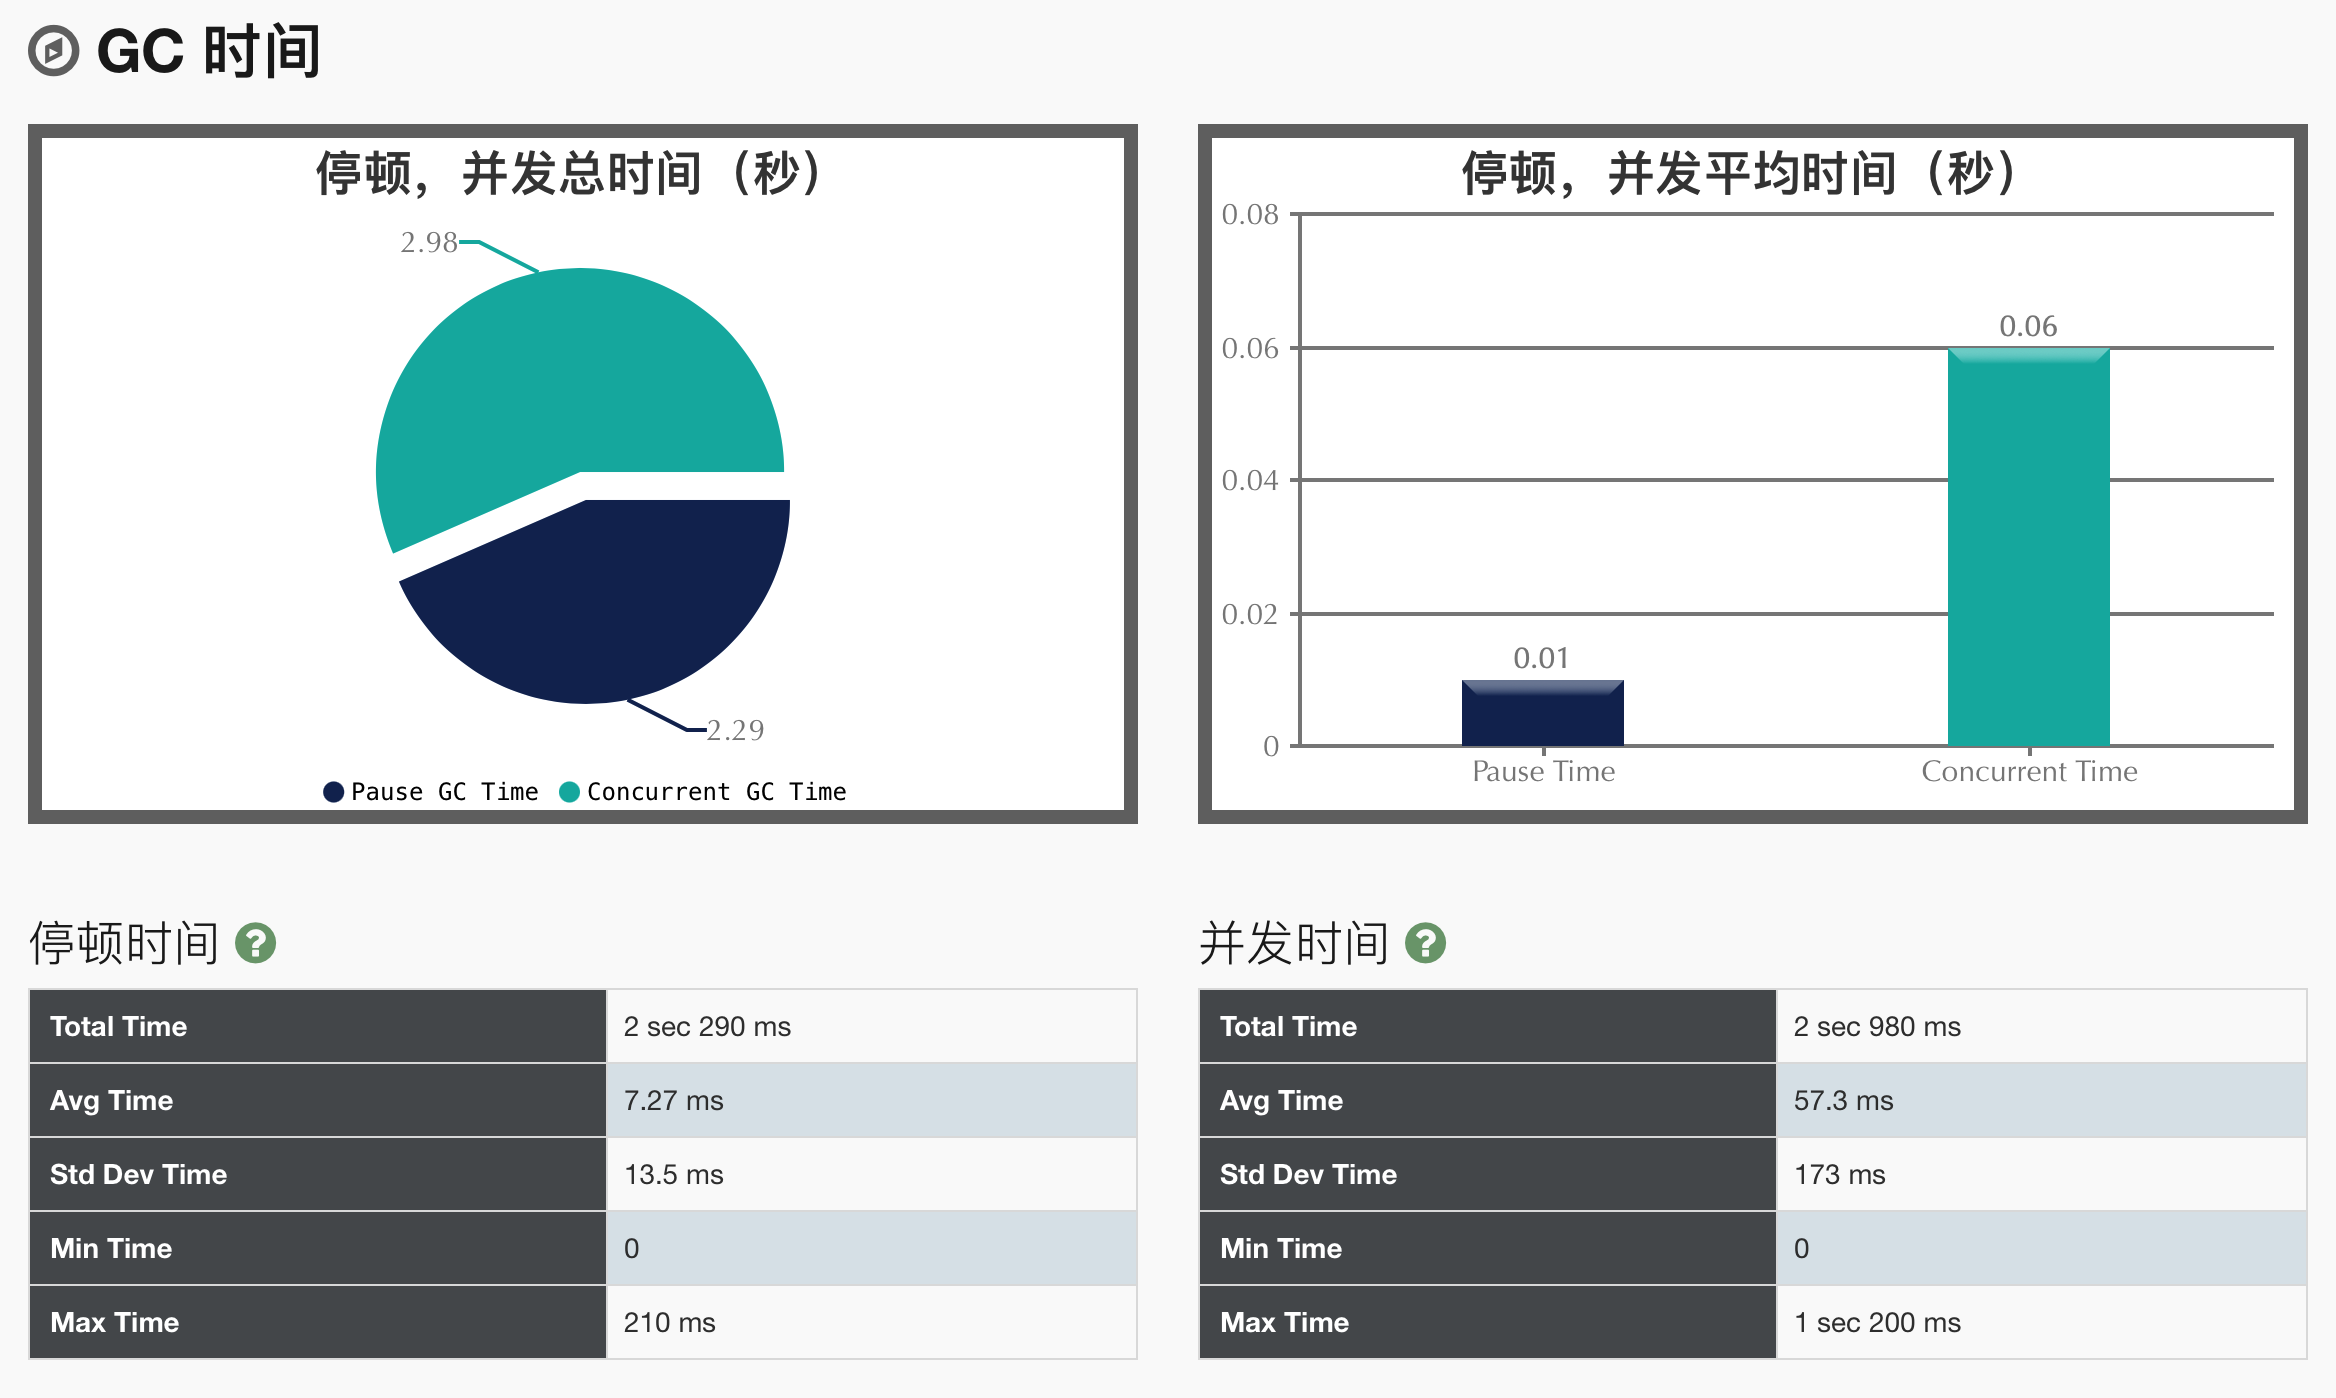 GC 时间
停顿，并发总时间（秒）
2.98
2.29
Pause GC Time Concurrent GC Time
停顿，并发平均时间（秒）
0.08
0.06
0.06
0.04
0.02
0.01
0
Pause Time Concurrent Time
停顿时间 ?
Total Time 2 sec 290 ms
Avg Time 7.27 ms
Std Dev Time 13.5 ms
Min Time 0
Max Time 210 ms
并发时间 ?
Total Time 2 sec 980 ms
Avg Time 57.3 ms
Std Dev Time 173 ms
Min Time 0
Max Time 1 sec 200 ms